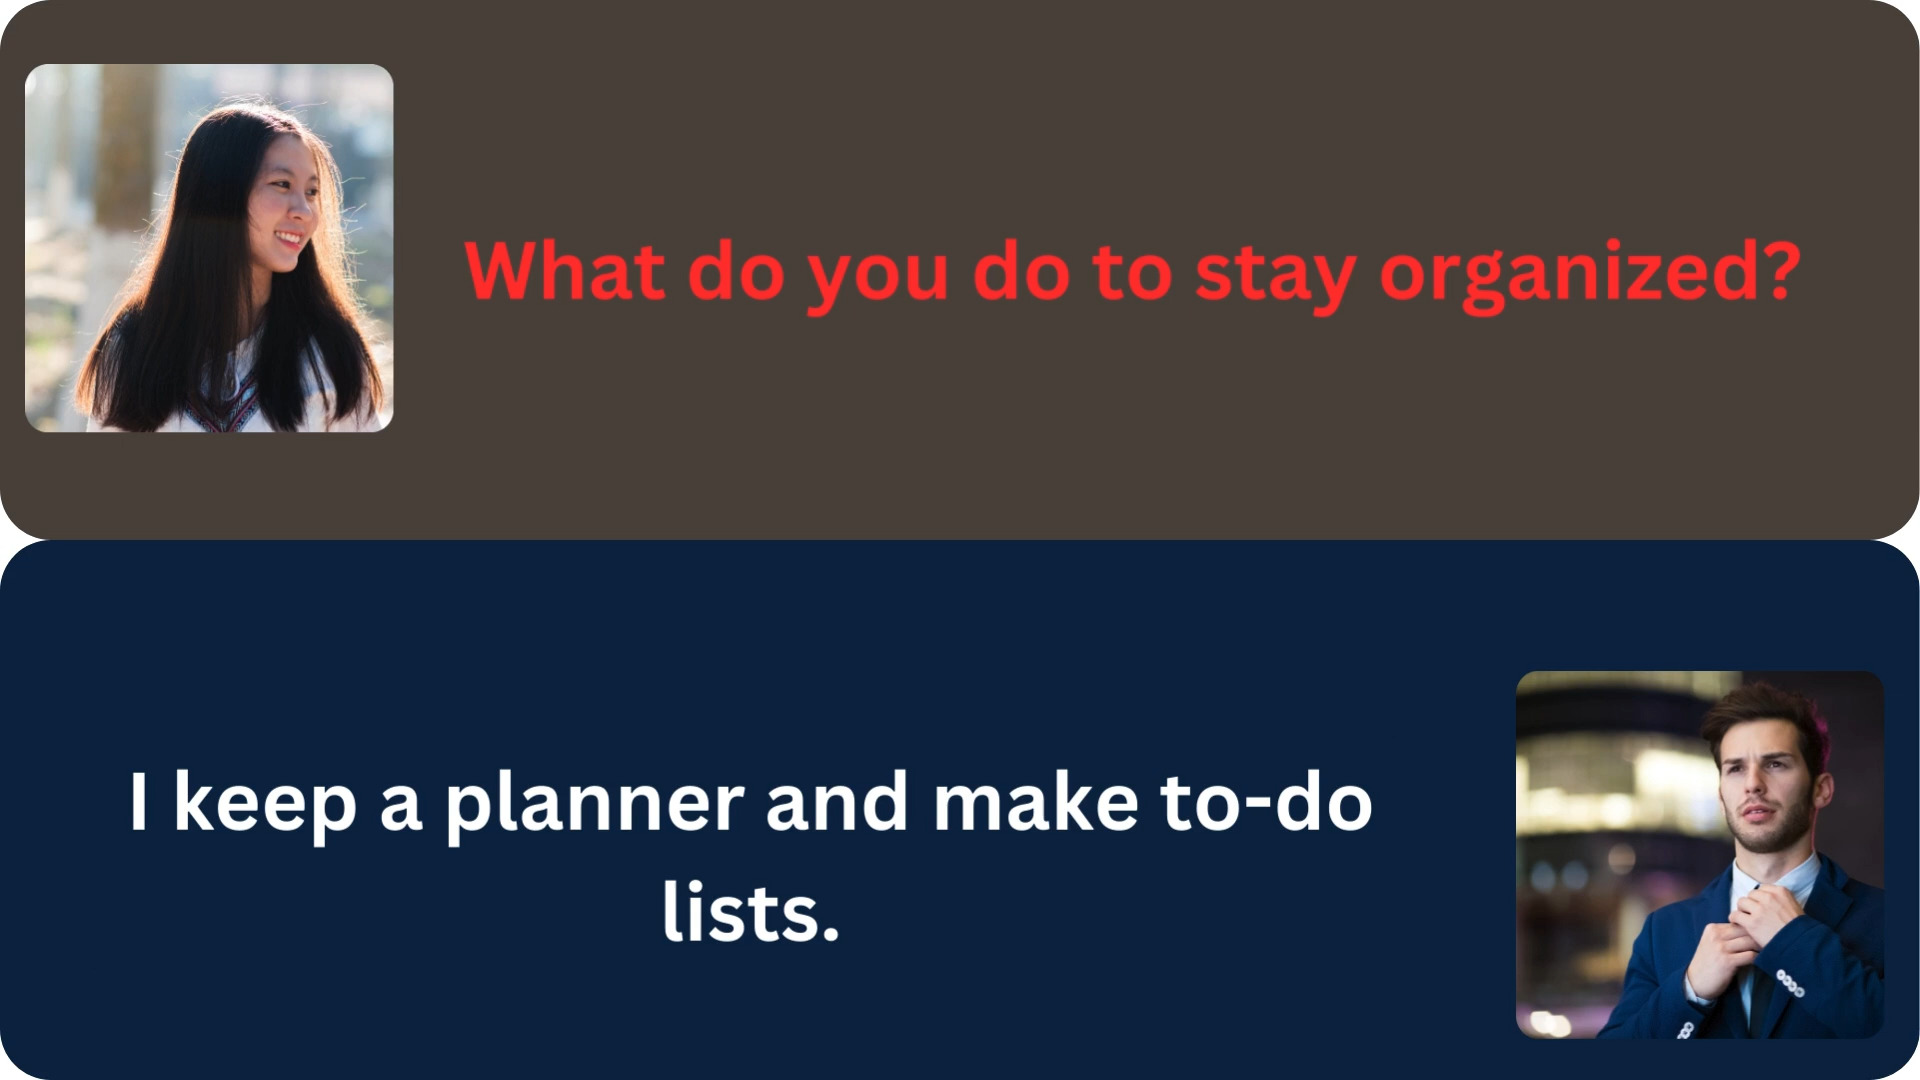 What do you do to stay organized?
I keep a planner and make to-do
lists.